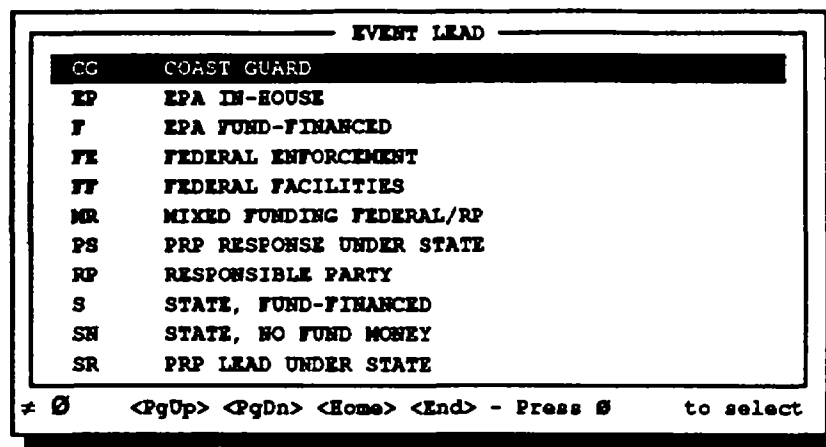 EVENT LEAD
CG COAST GUARD
EP EPA IN-HOUSE
F EPA FUND-FINANCED
FE FEDERAL ENFORCEMENT
FF FEDERAL FACILITIES
MR MIXED FUNDING FEDERAL/RP
PS PRP RESPONSE UNDER STATE
RP RESPONSIBLE PARTY
S STATE, FUND-FINANCED
SN STATE, NO FUND MONEY
SR PRP LEAD UNDER STATE
≠ Ø <PgUp> <PgDn> <Home> <End> - Press Ø to select